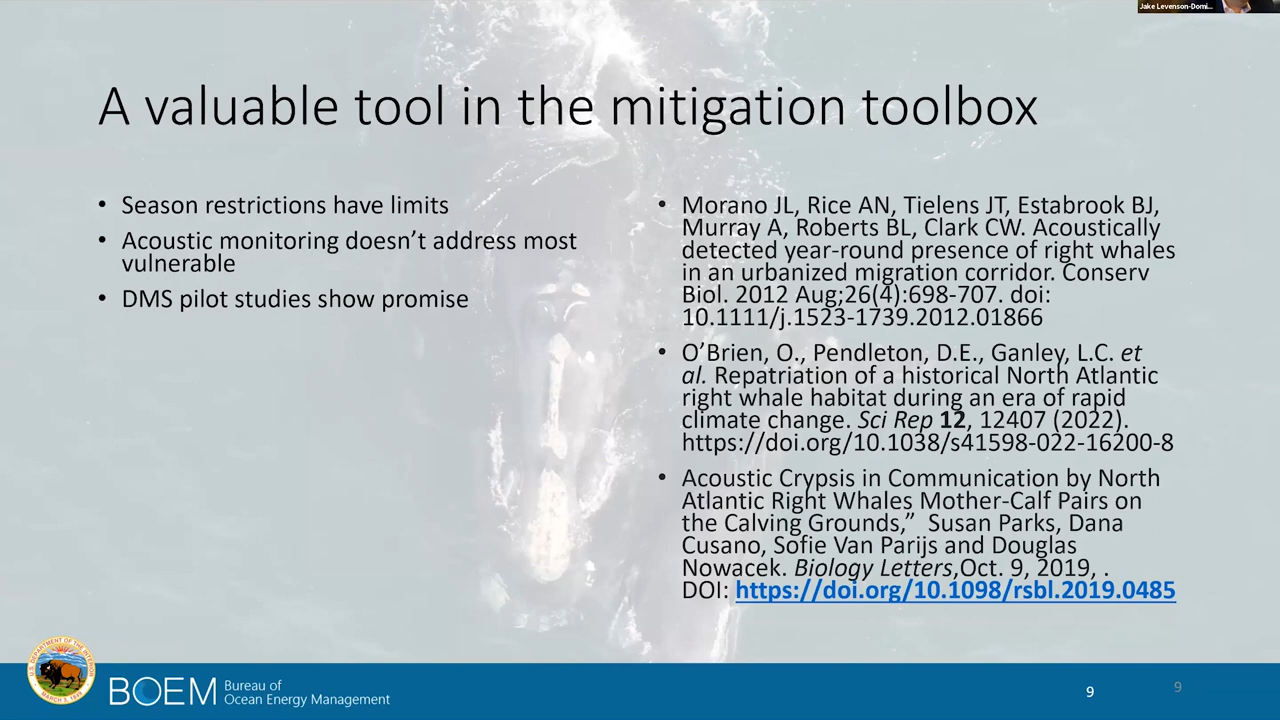 Jake Levenson-Domi...
A valuable tool in the mitigation toolbox
• Season restrictions have limits
• Acoustic monitoring doesn’t address most
vulnerable
• DMS pilot studies show promise
• Morano JL, Rice AN, Tielens JT, Estabrook BJ,
Murray A, Roberts BL, Clark CW. Acoustically
detected year-round presence of right whales
in an urbanized migration corridor. Conserv
Biol. 2012 Aug;26(4):698-707. doi:
10.1111/j.1523-1739.2012.01866
• O’Brien, O., Pendleton, D.E., Ganley, L.C. et
al. Repatriation of a historical North Atlantic
right whale habitat during an era of rapid
climate change. Sci Rep 12, 12407 (2022).
https://doi.org/10.1038/s41598-022-16200-8
• Acoustic Crypsis in Communication by North
Atlantic Right Whales Mother-Calf Pairs on
the Calving Grounds,” Susan Parks, Dana
Cusano, Sofie Van Parijs and Douglas
Nowacek. Biology Letters,Oct. 9, 2019, .
DOI: https://doi.org/10.1098/rsbl.2019.0485
U.S. DEPARTMENT OF THE INTERIOR
MARCH 3, 1849
BOEM
Bureau of
Ocean Energy Management
9
9